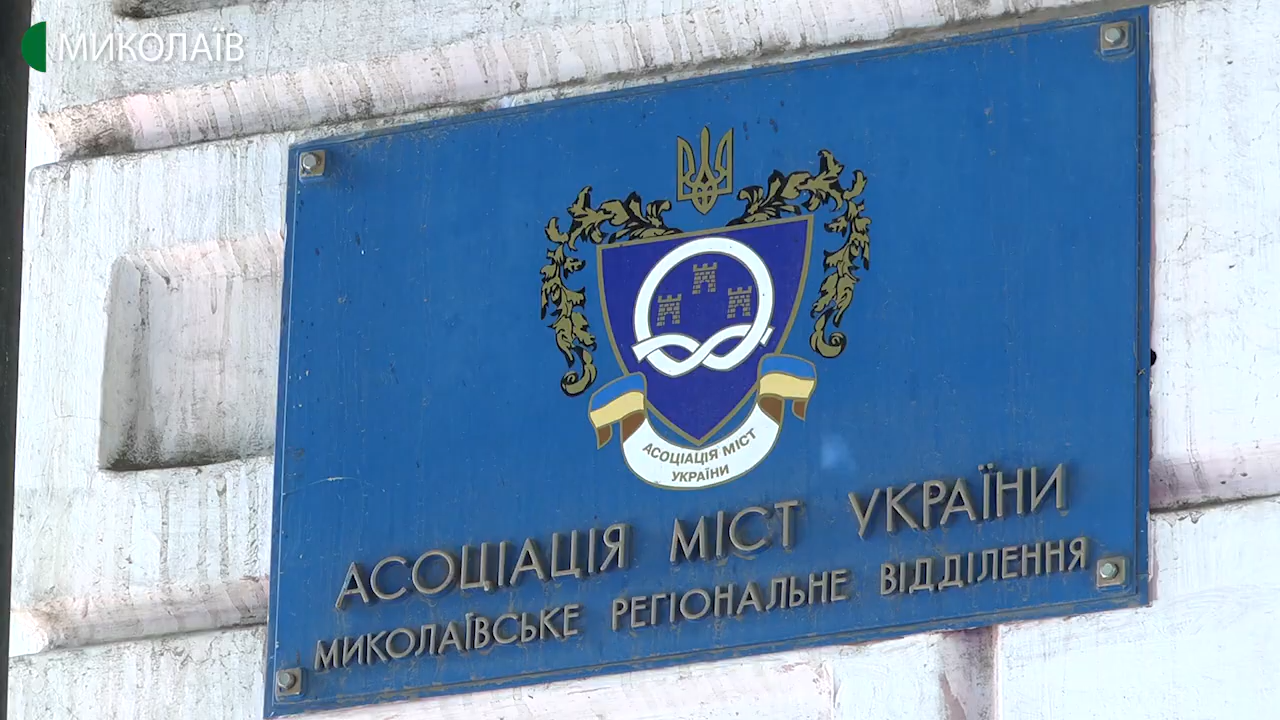 МИКОЛАЇВ
АСОЦІАЦІЯ МІСТ
УКРАЇНИ
АСОЦІАЦІЯ МІСТ УКРАЇНИ
МИКОЛАЇВСЬКЕ РЕГІОНАЛЬНЕ ВІДДІЛЕННЯ